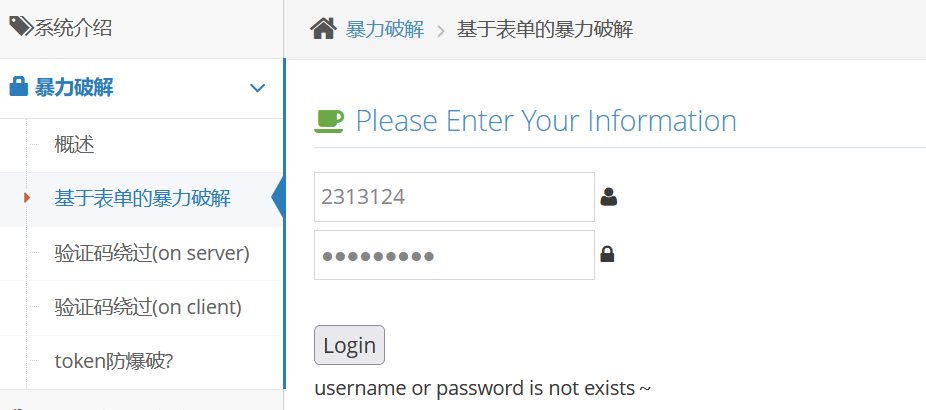 系统介绍
暴力破解
概述
基于表单的暴力破解
验证码绕过(on server)
验证码绕过(on client)
token防爆破?
暴力破解 > 基于表单的暴力破解
Please Enter Your Information
2313124
●●●●●●●●●
Login
username or password is not exists～